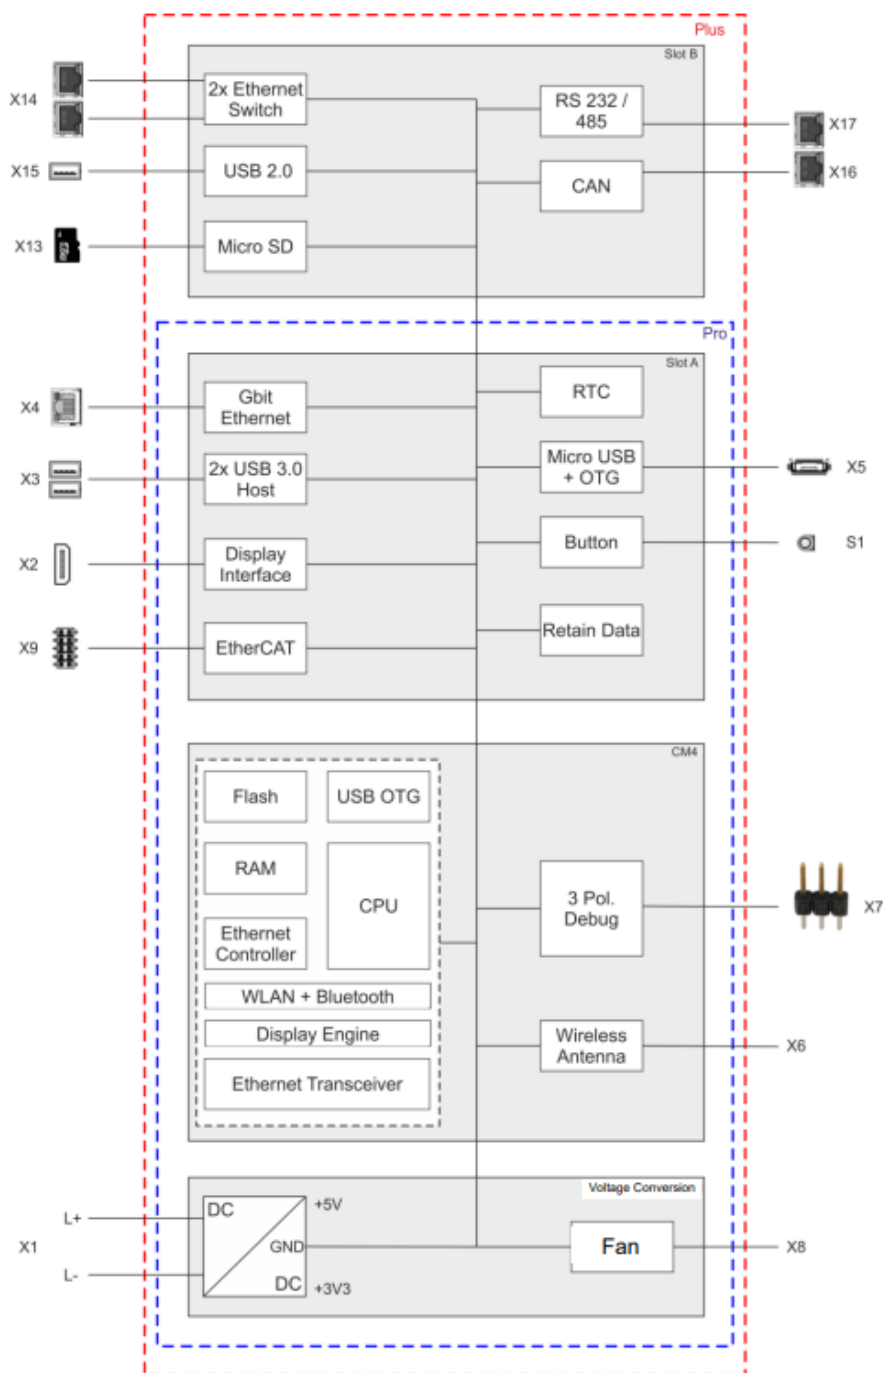 Plus
Slot B
X14
2x Ethernet
Switch
RS 232 /
485
X17
X15
USB 2.0
CAN
X16
X13
Micro SD
Pro
Slot A
X4
Gbit
Ethernet
RTC
X3
2x USB 3.0
Host
Micro USB
+ OTG
X5
X2
Display
Interface
Button
S1
X9
EtherCAT
Retain Data
CM4
Flash
USB OTG
RAM
CPU
3 Pol.
Debug
X7
Ethernet
Controller
WLAN + Bluetooth
Display Engine
Wireless
Antenna
X6
Ethernet Transceiver
Voltage Conversion
X1
L+
L-
DC
+5V
GND
DC
+3V3
Fan
X8